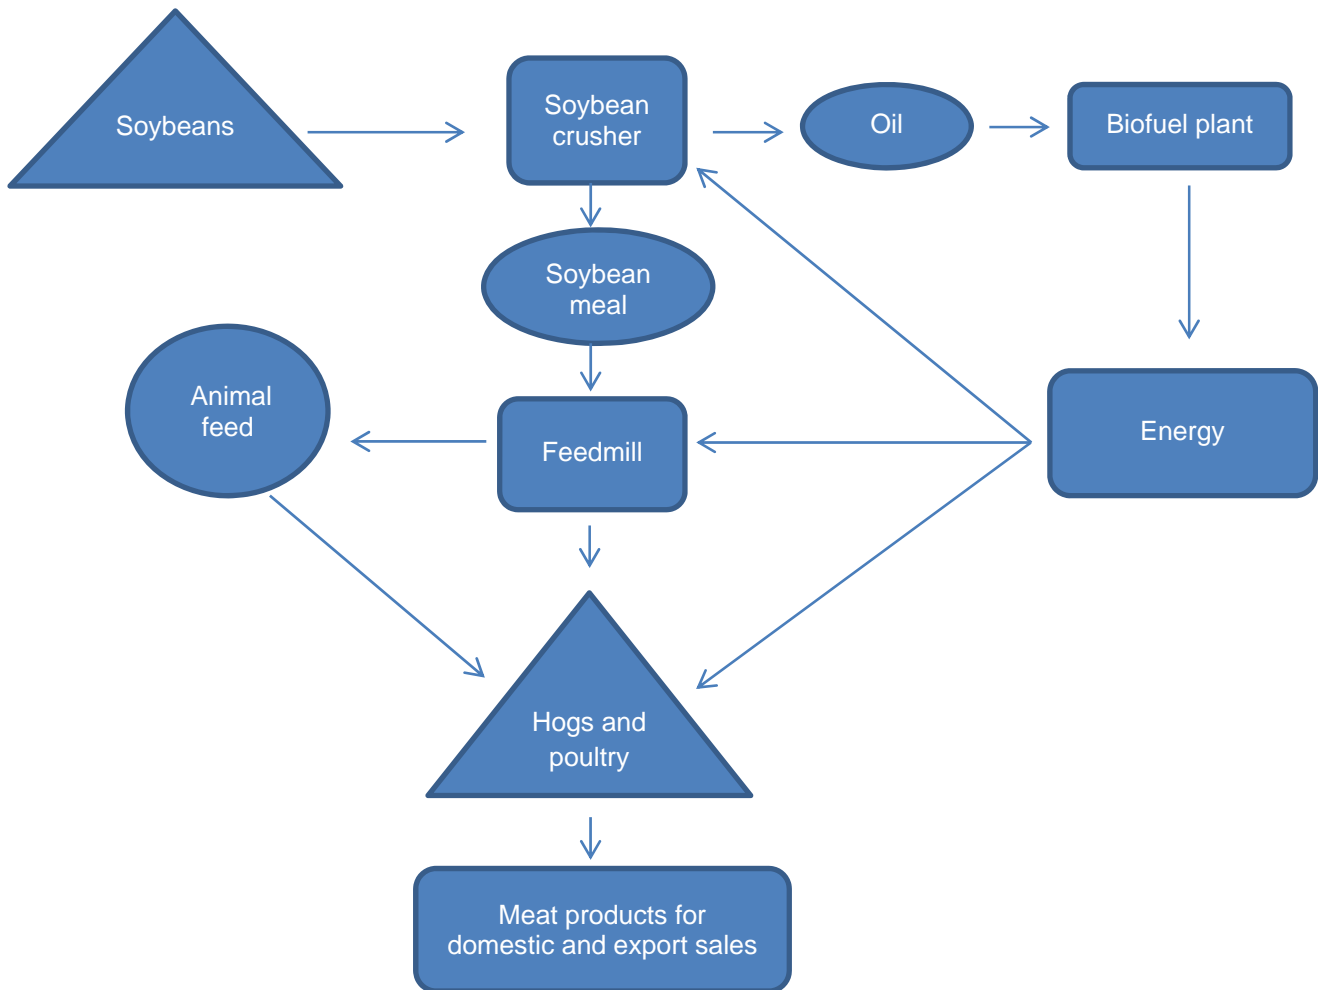 Soybeans
Soybean
crusher
Oil
Biofuel plant
Soybean
meal
Animal
feed
Feedmill
Energy
Hogs and
poultry
Meat products for
domestic and export sales